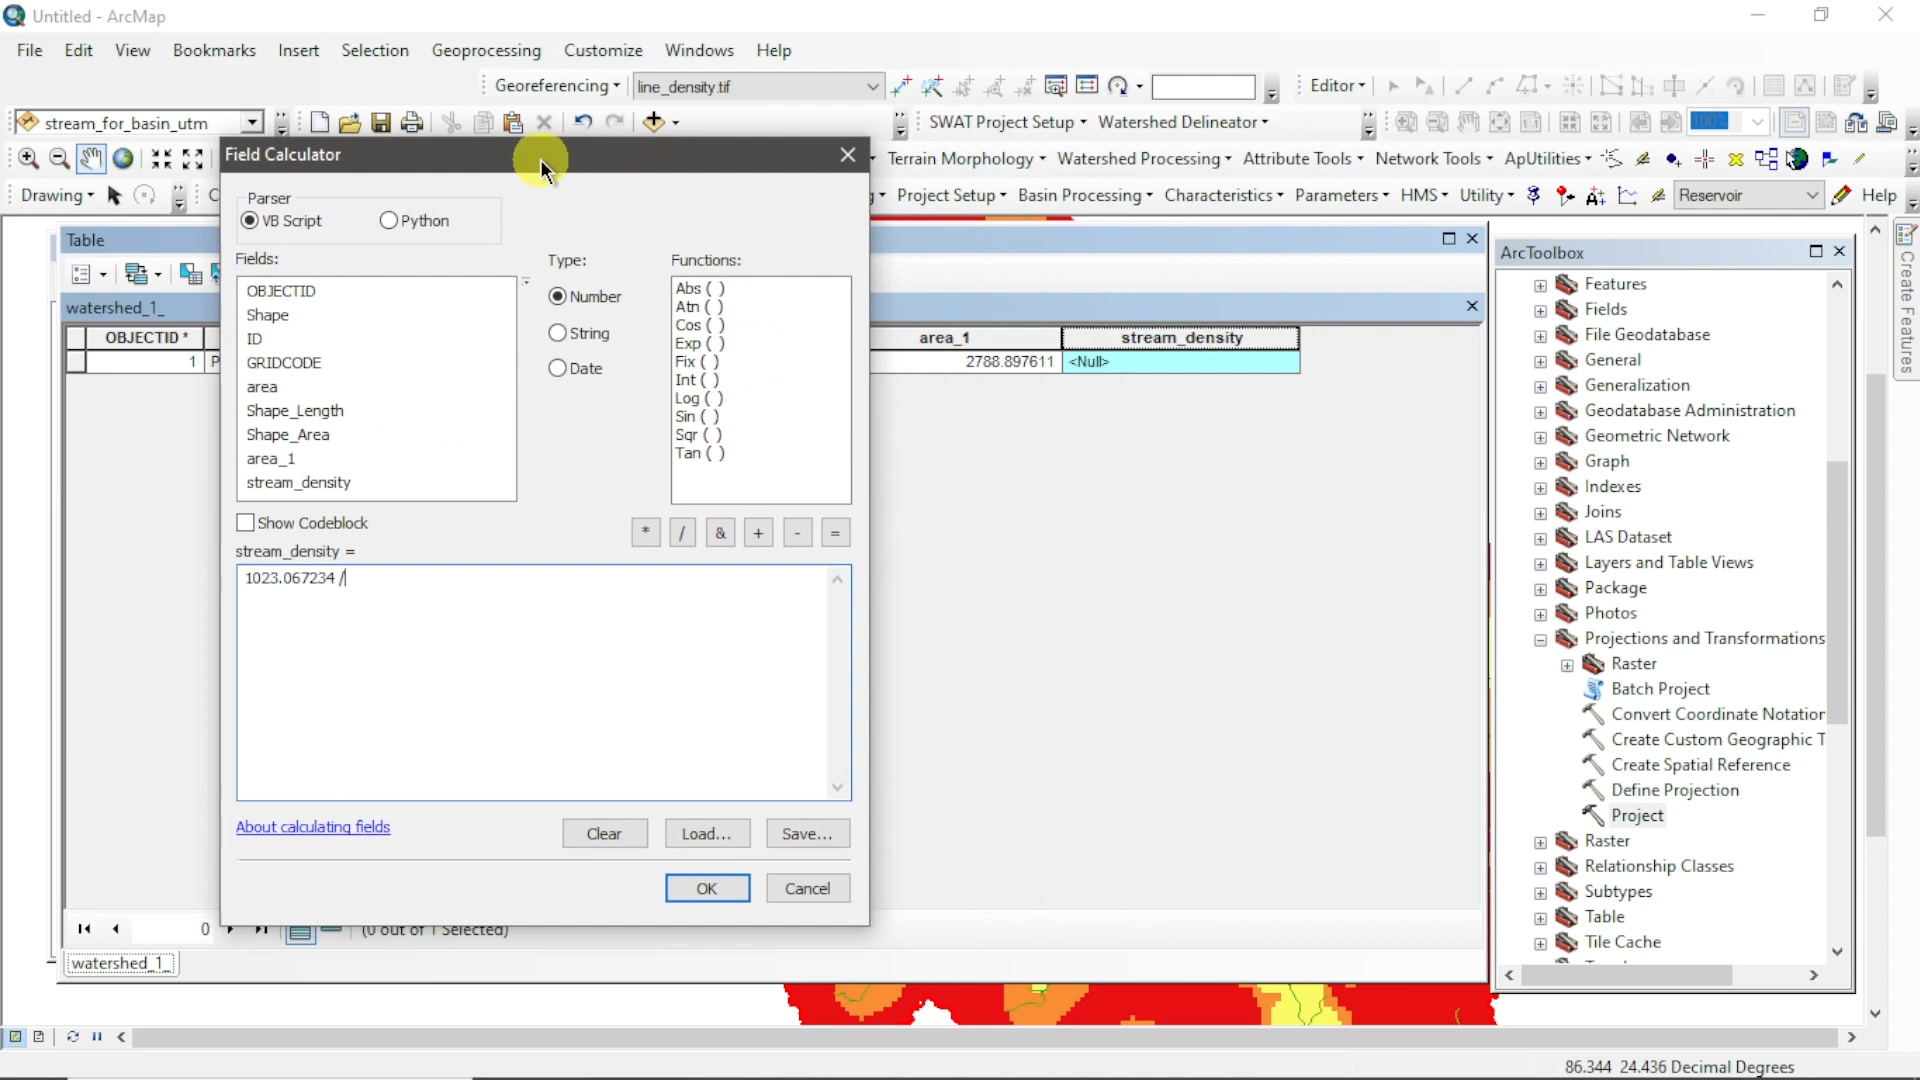 Untitled - ArcMap
File Edit View Bookmarks Insert Selection Geoprocessing Customize Windows Help
Georeferencing line_density.tif Editor
stream_for_basin_utm SWAT Project Setup Watershed Delineator 100%
Terrain Morphology Watershed Processing Attribute Tools Network Tools ApUtilities
Drawing Project Setup Basin Processing Characteristics Parameters HMS Utility Reservoir Help
Field Calculator
Parser
VB Script Python
Fields: Type: Functions:
OBJECTID
Shape
ID
GRIDCODE
area
Shape_Length
Shape_Area
area_1
stream_density
Number
String
Date
Abs ( )
Atn ( )
Cos ( )
Exp ( )
Fix ( )
Int ( )
Log ( )
Sin ( )
Sqr ( )
Tan ( )
Show Codeblock
* / & + - =
stream_density =
1023.067234 /
About calculating fields
Clear Load... Save...
OK Cancel
Table
watershed_1_
OBJECTID * area_1 stream_density
1 P 2788.897611 <Null>
0 (0 out of 1 Selected)
watershed_1_
ArcToolbox
Features
Fields
File Geodatabase
General
Generalization
Geodatabase Administration
Geometric Network
Graph
Indexes
Joins
LAS Dataset
Layers and Table Views
Package
Photos
Projections and Transformations
Raster
Batch Project
Convert Coordinate Notation
Create Custom Geographic T
Create Spatial Reference
Define Projection
Project
Raster
Relationship Classes
Subtypes
Table
Tile Cache
Create Features
86.344 24.436 Decimal Degrees